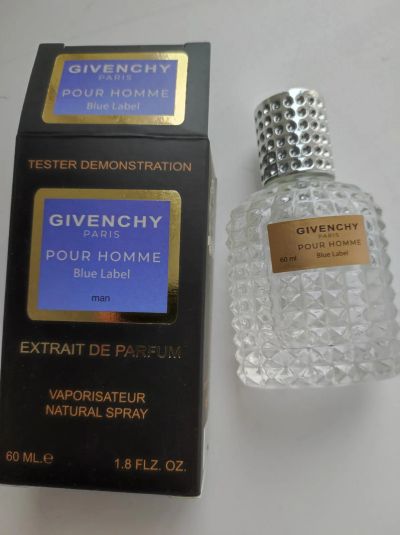 GIVENCHY
PARIS
POUR HOMME
Blue Label
TESTER DEMONSTRATION
GIVENCHY
PARIS
POUR HOMME
Blue Label
man
EXTRAIT DE PARFUM
VAPORISATEUR
NATURAL SPRAY
60 ML.e
1.8 FLZ. OZ.
GIVENCHY
PARIS
POUR HOMME
60 ml Blue Label